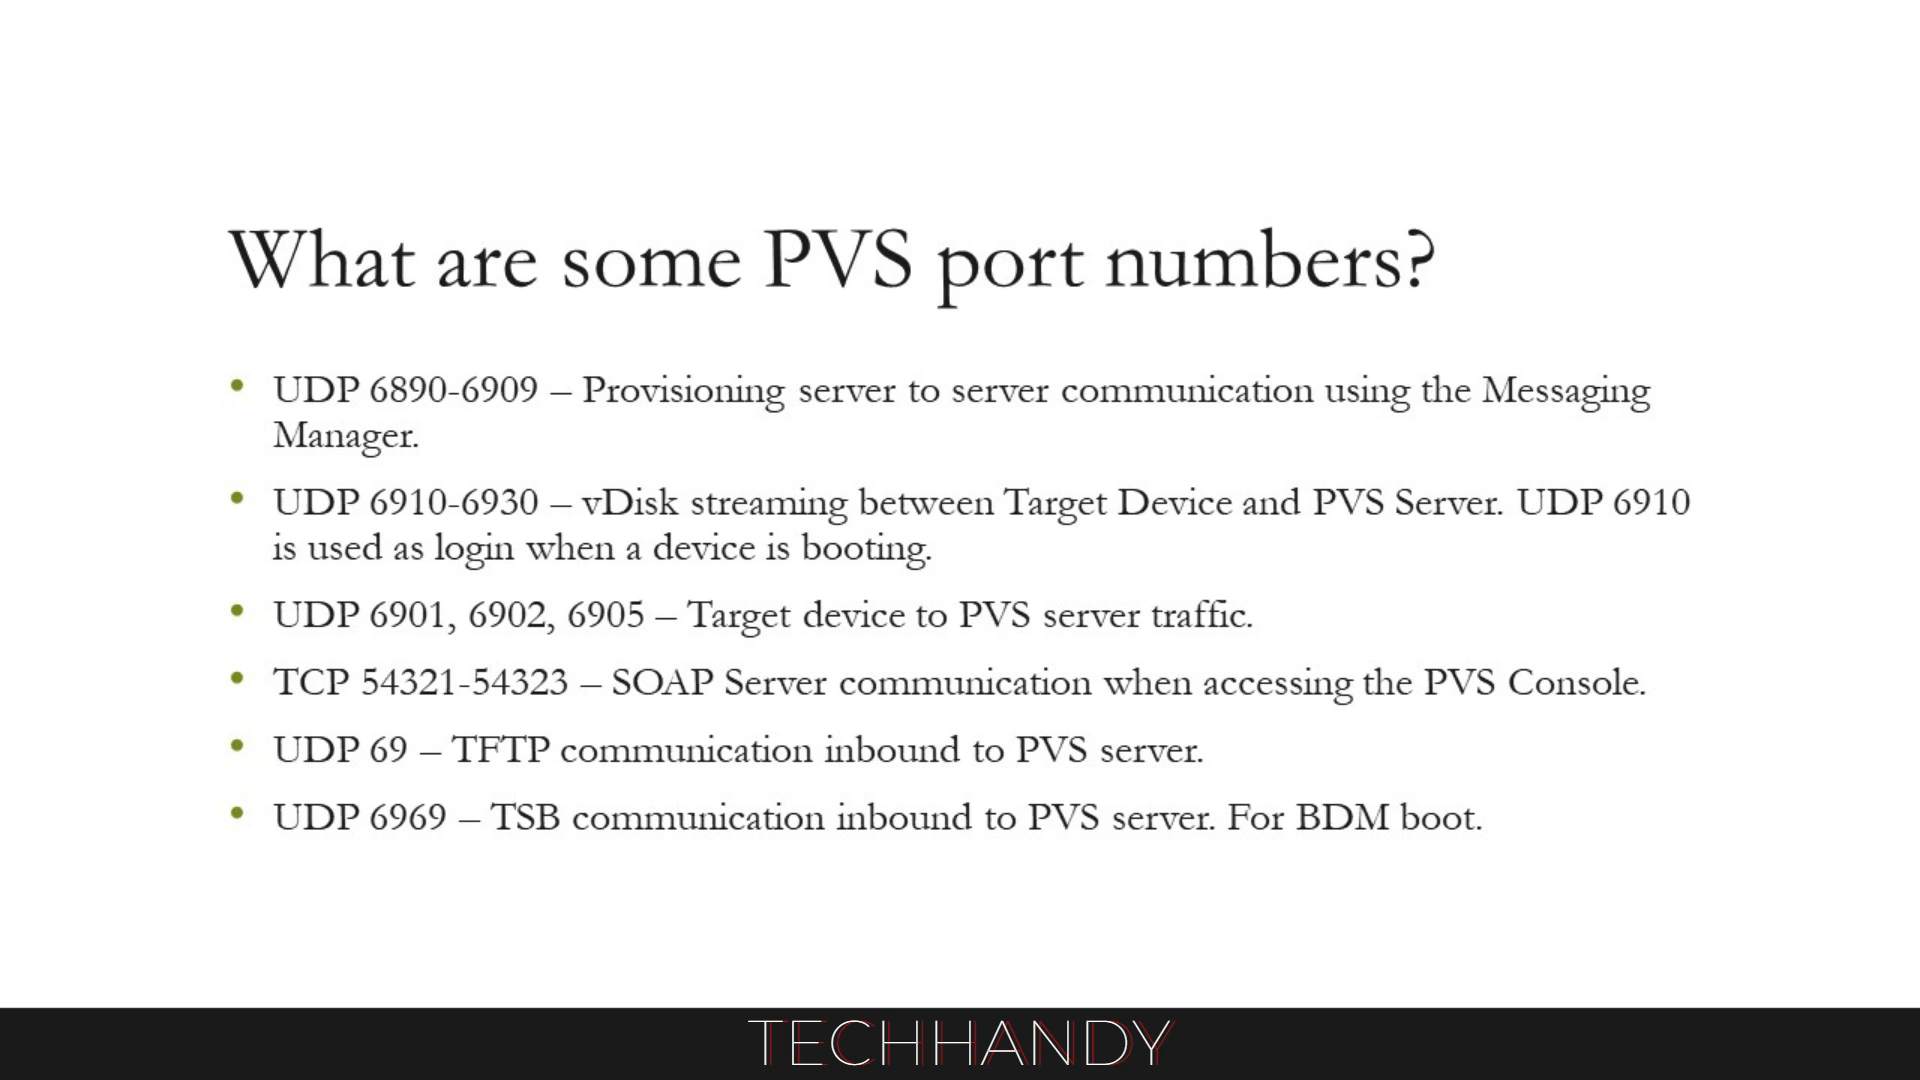 What are some PVS port numbers?
• UDP 6890-6909 – Provisioning server to server communication using the Messaging
Manager.
• UDP 6910-6930 – vDisk streaming between Target Device and PVS Server. UDP 6910
is used as login when a device is booting.
• UDP 6901, 6902, 6905 – Target device to PVS server traffic.
• TCP 54321-54323 – SOAP Server communication when accessing the PVS Console.
• UDP 69 – TFTP communication inbound to PVS server.
• UDP 6969 – TSB communication inbound to PVS server. For BDM boot.
TECHHANDY